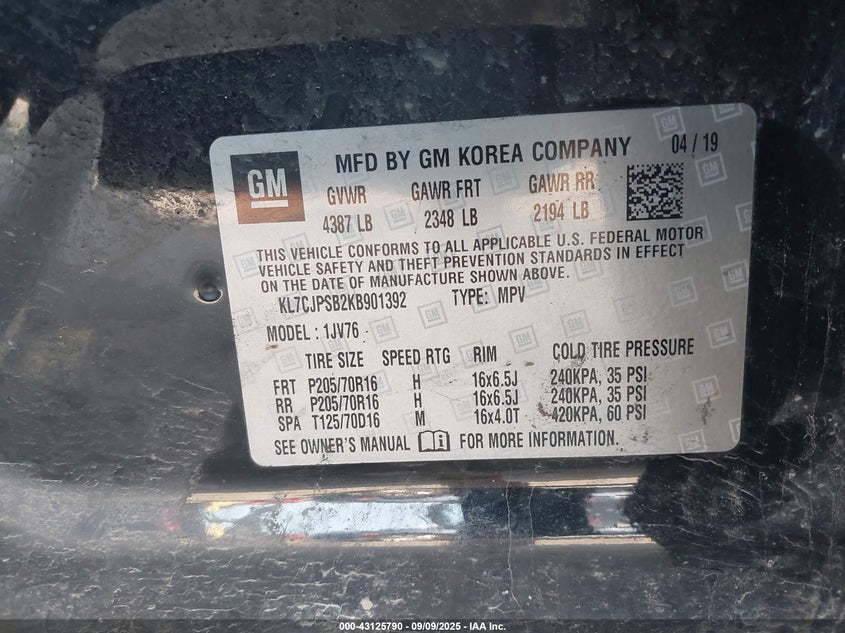 GM
MFD BY GM KOREA COMPANY 04 / 19
GVWR GAWR FRT GAWR RR
4387 LB 2348 LB 2194 LB
THIS VEHICLE CONFORMS TO ALL APPLICABLE U.S. FEDERAL MOTOR
VEHICLE SAFETY AND THEFT PREVENTION STANDARDS IN EFFECT
ON THE DATE OF MANUFACTURE SHOWN ABOVE.
KL7CJPSB2KB901392 TYPE: MPV
MODEL : 1JV76
TIRE SIZE SPEED RTG RIM COLD TIRE PRESSURE
FRT P205/70R16 H 16x6.5J 240KPA, 35 PSI
RR P205/70R16 H 16x6.5J 240KPA, 35 PSI
SPA T125/70D16 M 16x4.0T 420KPA, 60 PSI
SEE OWNER'S MANUAL FOR MORE INFORMATION.
000-43125790 - 09/09/2025 - IAA Inc.